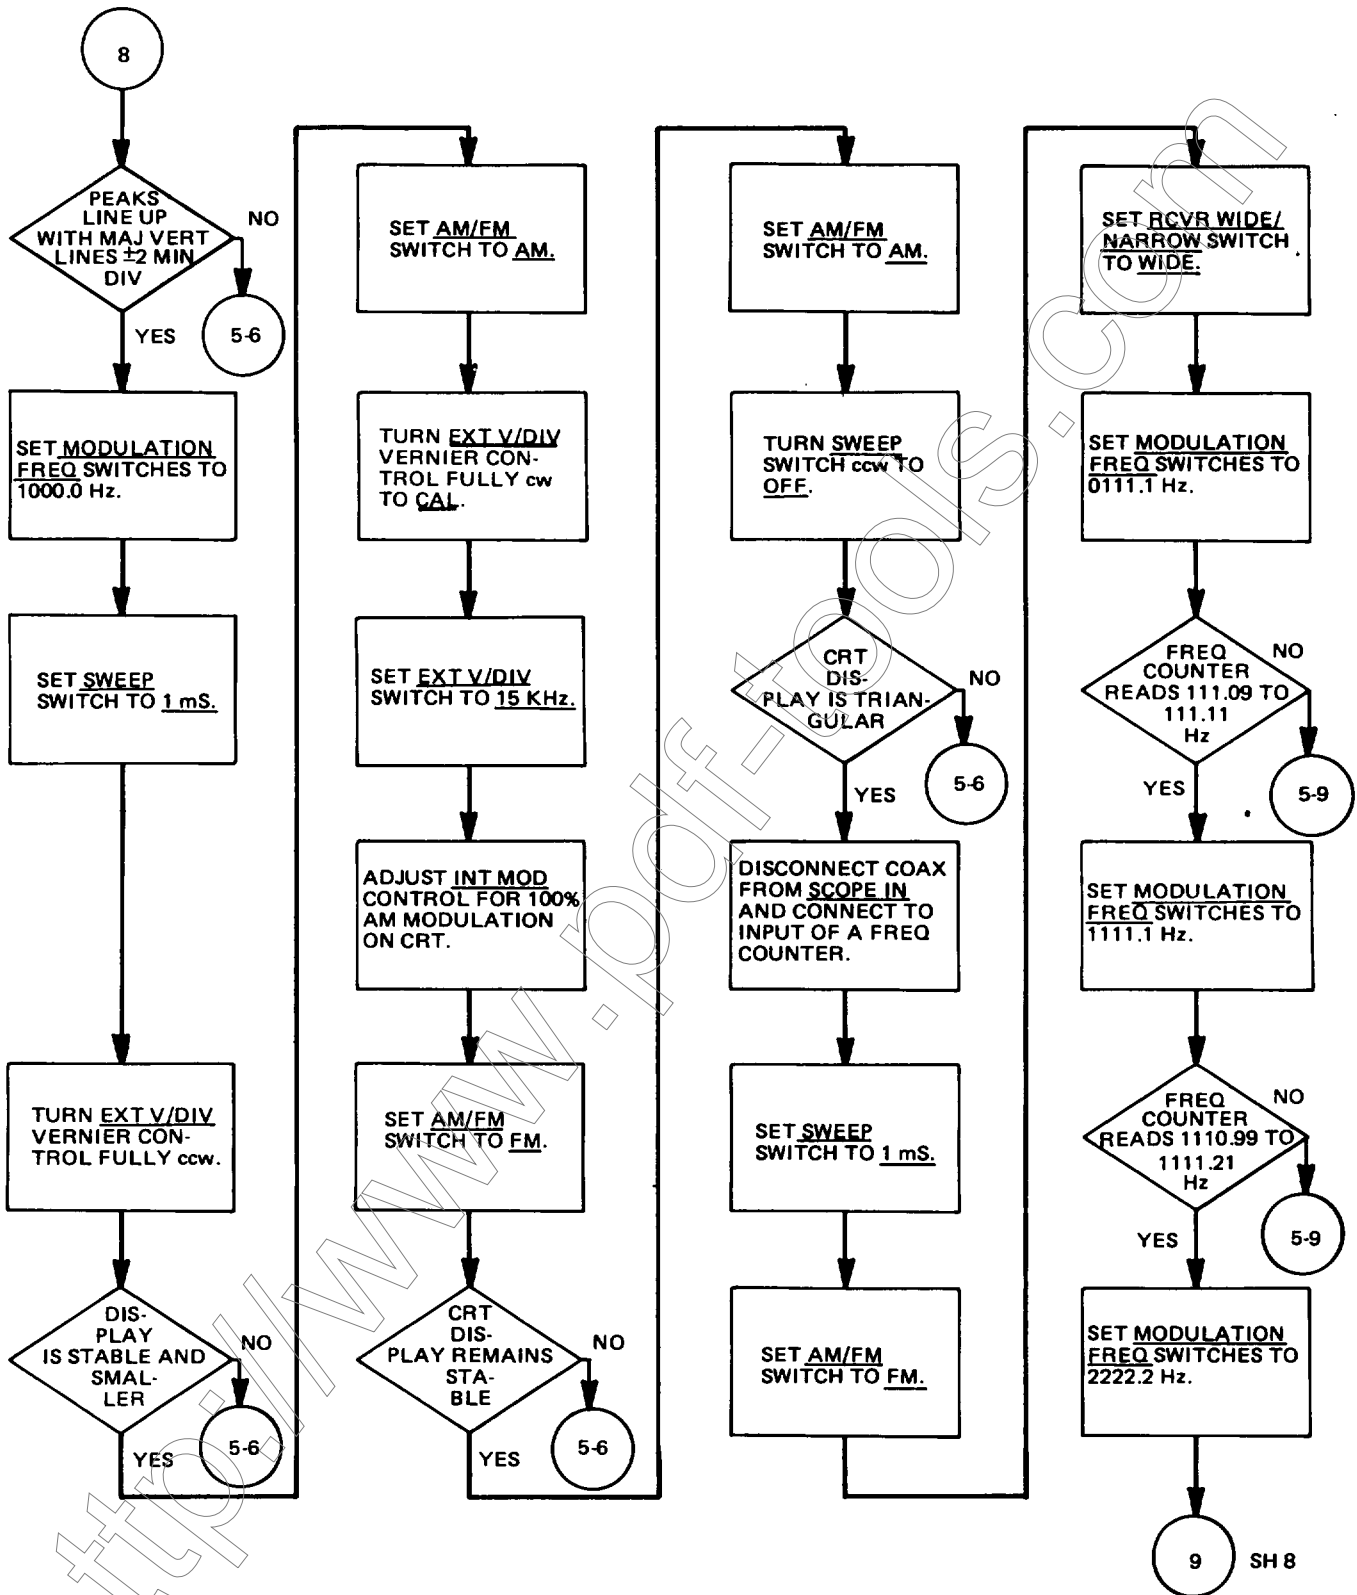 8
PEAKS
LINE UP
WITH MAJ VERT
LINES ±2 MIN
DIV
NO
5-6
YES
SET MODULATION
FREQ SWITCHES TO
1000.0 Hz.
SET SWEEP
SWITCH TO 1 mS.
TURN EXT V/DIV
VERNIER CON-
TROL FULLY ccw.
DIS-
PLAY
IS STABLE AND
SMAL-
LER
NO
5-6
YES
SET AM/FM
SWITCH TO AM.
TURN EXT V/DIV
VERNIER CON-
TROL FULLY cw
TO CAL.
SET EXT V/DIV
SWITCH TO 15 KHz.
ADJUST INT MOD
CONTROL FOR 100%
AM MODULATION
ON CRT.
SET AM/FM
SWITCH TO FM.
CRT
DIS-
PLAY REMAINS
STA-
BLE
NO
5-6
YES
SET AM/FM
SWITCH TO AM.
TURN SWEEP
SWITCH ccw TO
OFF.
CRT
DIS-
PLAY IS TRIAN-
GULAR
NO
5-6
YES
DISCONNECT COAX
FROM SCOPE IN
AND CONNECT TO
INPUT OF A FREQ
COUNTER.
SET SWEEP
SWITCH TO 1 mS.
SET AM/FM
SWITCH TO FM.
SET RCVR WIDE/
NARROW SWITCH
TO WIDE.
SET MODULATION
FREQ SWITCHES TO
0111.1 Hz.
FREQ
COUNTER
READS 111.09 TO
111.11
Hz
NO
5-9
YES
SET MODULATION
FREQ SWITCHES TO
1111.1 Hz.
FREQ
COUNTER
READS 1110.99 TO
1111.21
Hz
NO
5-9
YES
SET MODULATION
FREQ SWITCHES TO
2222.2 Hz.
9
SH 8
ttp://www.pdf-tools.com